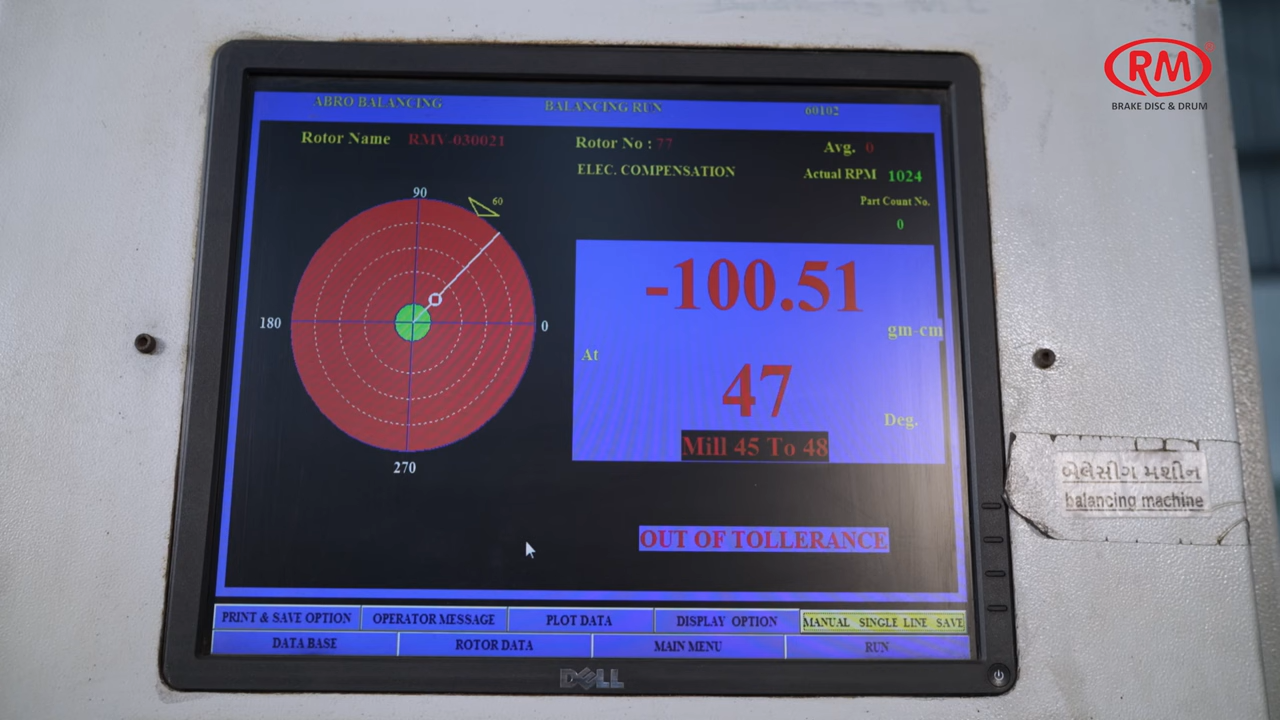 RM
BRAKE DISC & DRUM
ABRO BALANCING BALANCING RUN 60102
Rotor Name RMV-030021 Rotor No : 77 Avg. 0
ELEC. COMPENSATION Actual RPM 1024
Part Count No.
0
90
60
180
0
270
-100.51
gm-cm
At
47
Deg.
Mill 45 To 48
OUT OF TOLLERANCE
PRINT & SAVE OPTION OPERATOR MESSAGE PLOT DATA DISPLAY OPTION MANUAL SINGLE LINE SAVE
DATA BASE ROTOR DATA MAIN MENU RUN
DELL
બેલેસીગ મશીન
balancing machine